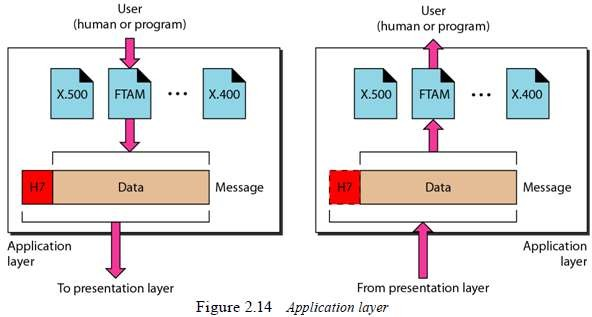 User
(human or program)
X.500
FTAM
• • •
X.400
H7
Data
Message
Application
layer
To presentation layer
User
(human or program)
X.500
FTAM
• • •
X.400
H7
Data
Message
Application
layer
From presentation layer
Figure 2.14 Application layer